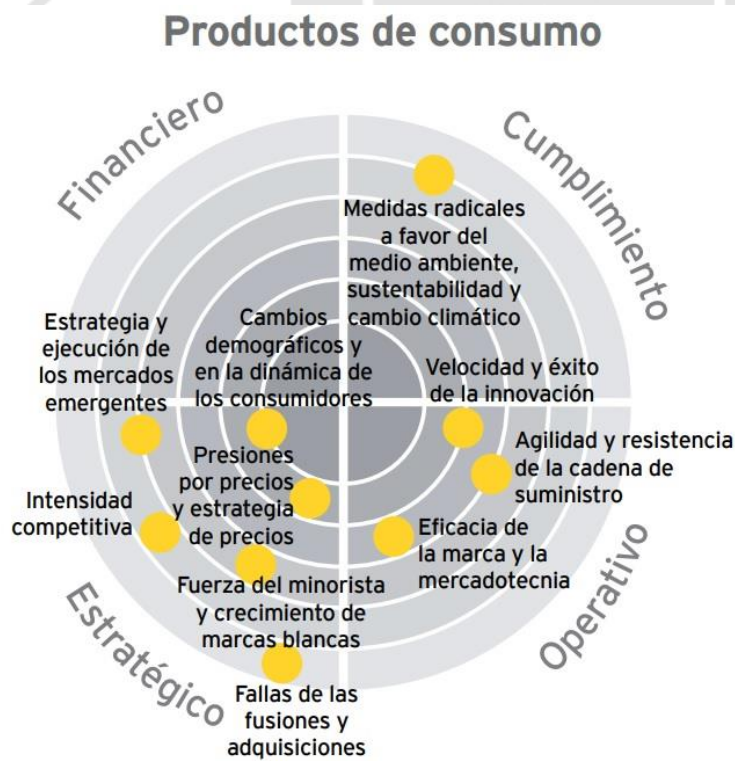 Productos de consumo
Financiero
Cumplimiento
Medidas radicales
a favor del
medio ambiente,
sustentabilidad y
cambio climático
Estrategia y
ejecución de
los mercados
emergentes
Cambios
demográficos y
en la dinámica de
los consumidores
Velocidad y éxito
de la innovación
Agilidad y resistencia
de la cadena de
suministro
Presiones
por precios
y estrategia
de precios
Intensidad
competitiva
Eficacia de
la marca y la
mercadotecnia
Fuerza del minorista
y crecimiento de
marcas blancas
Fallas de las
fusiones y
adquisiciones
Estratégico
Operativo